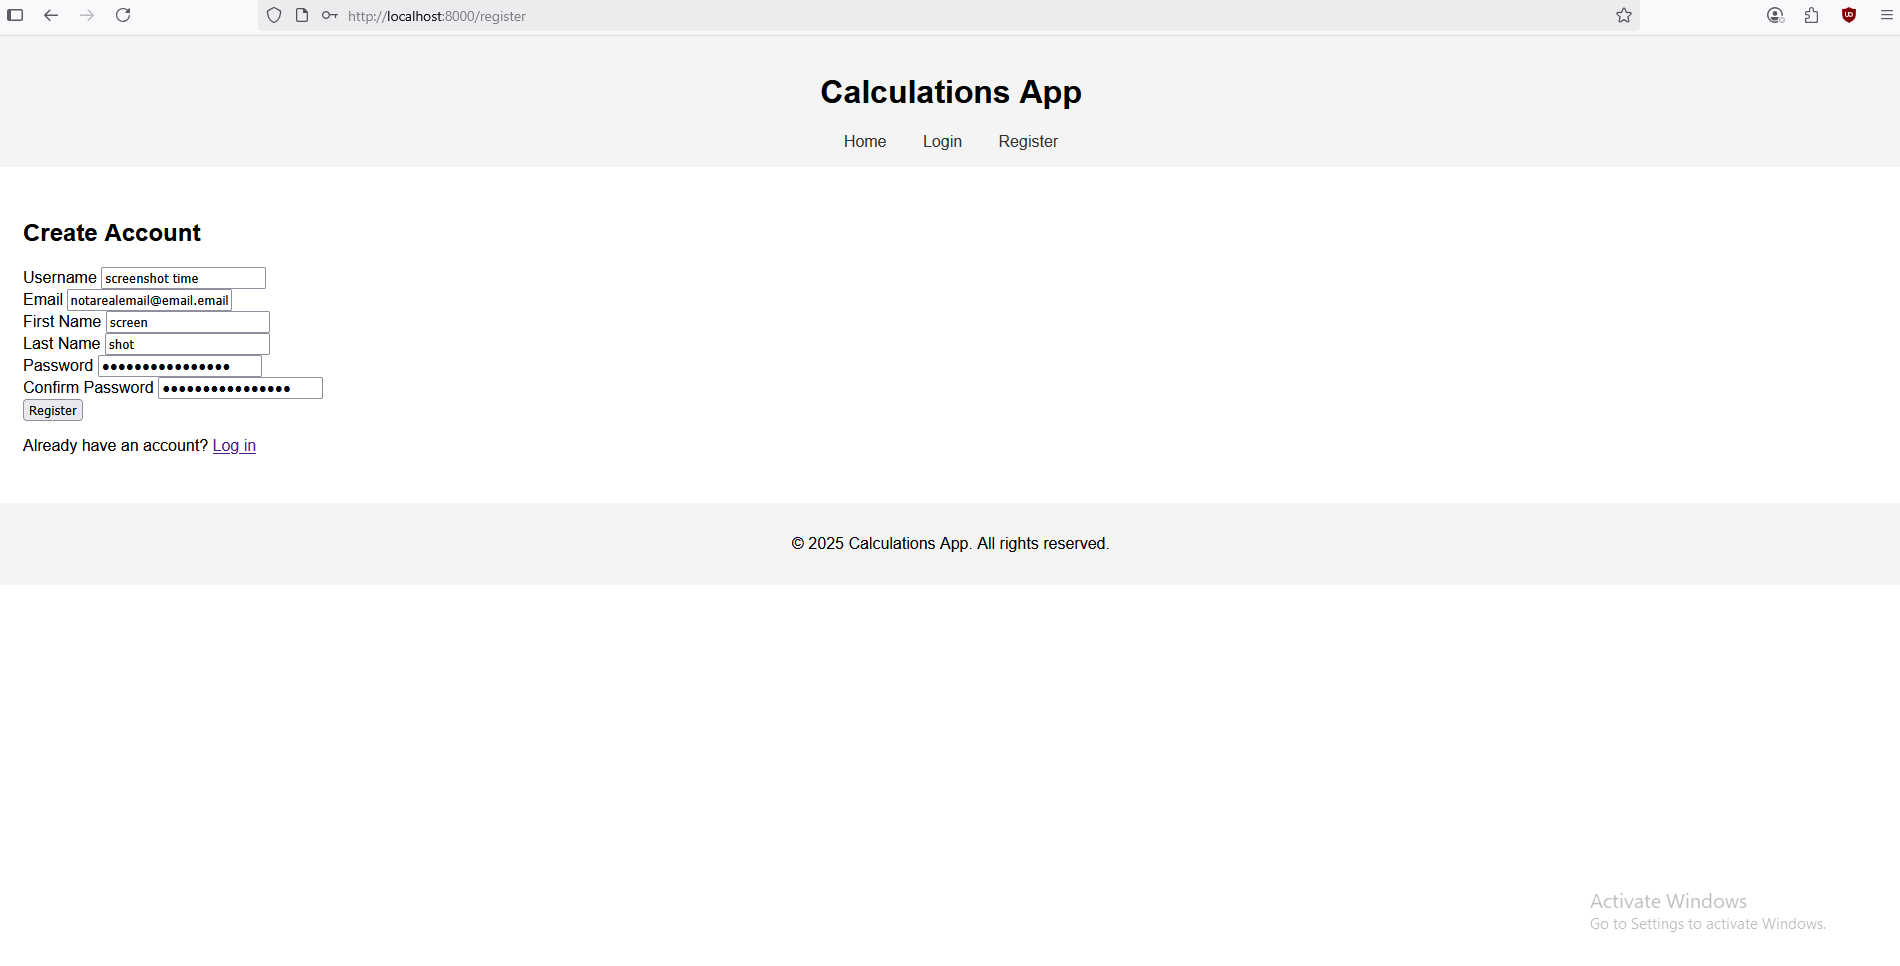 http://localhost:8000/register
Calculations App
Home Login Register
Create Account
Username screenshot time
Email notarealemail@email.email
First Name screen
Last Name shot
Password ●●●●●●●●●●●●●●●●
Confirm Password ●●●●●●●●●●●●●●●●
Register
Already have an account? Log in
© 2025 Calculations App. All rights reserved.
Activate Windows
Go to Settings to activate Windows.